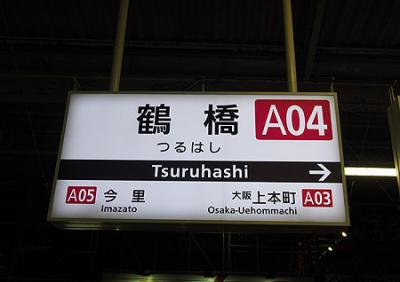 鶴橋 A04
つるはし
Tsuruhashi →
A05 今里 大阪上本町 A03
Imazato Osaka-Uehommachi